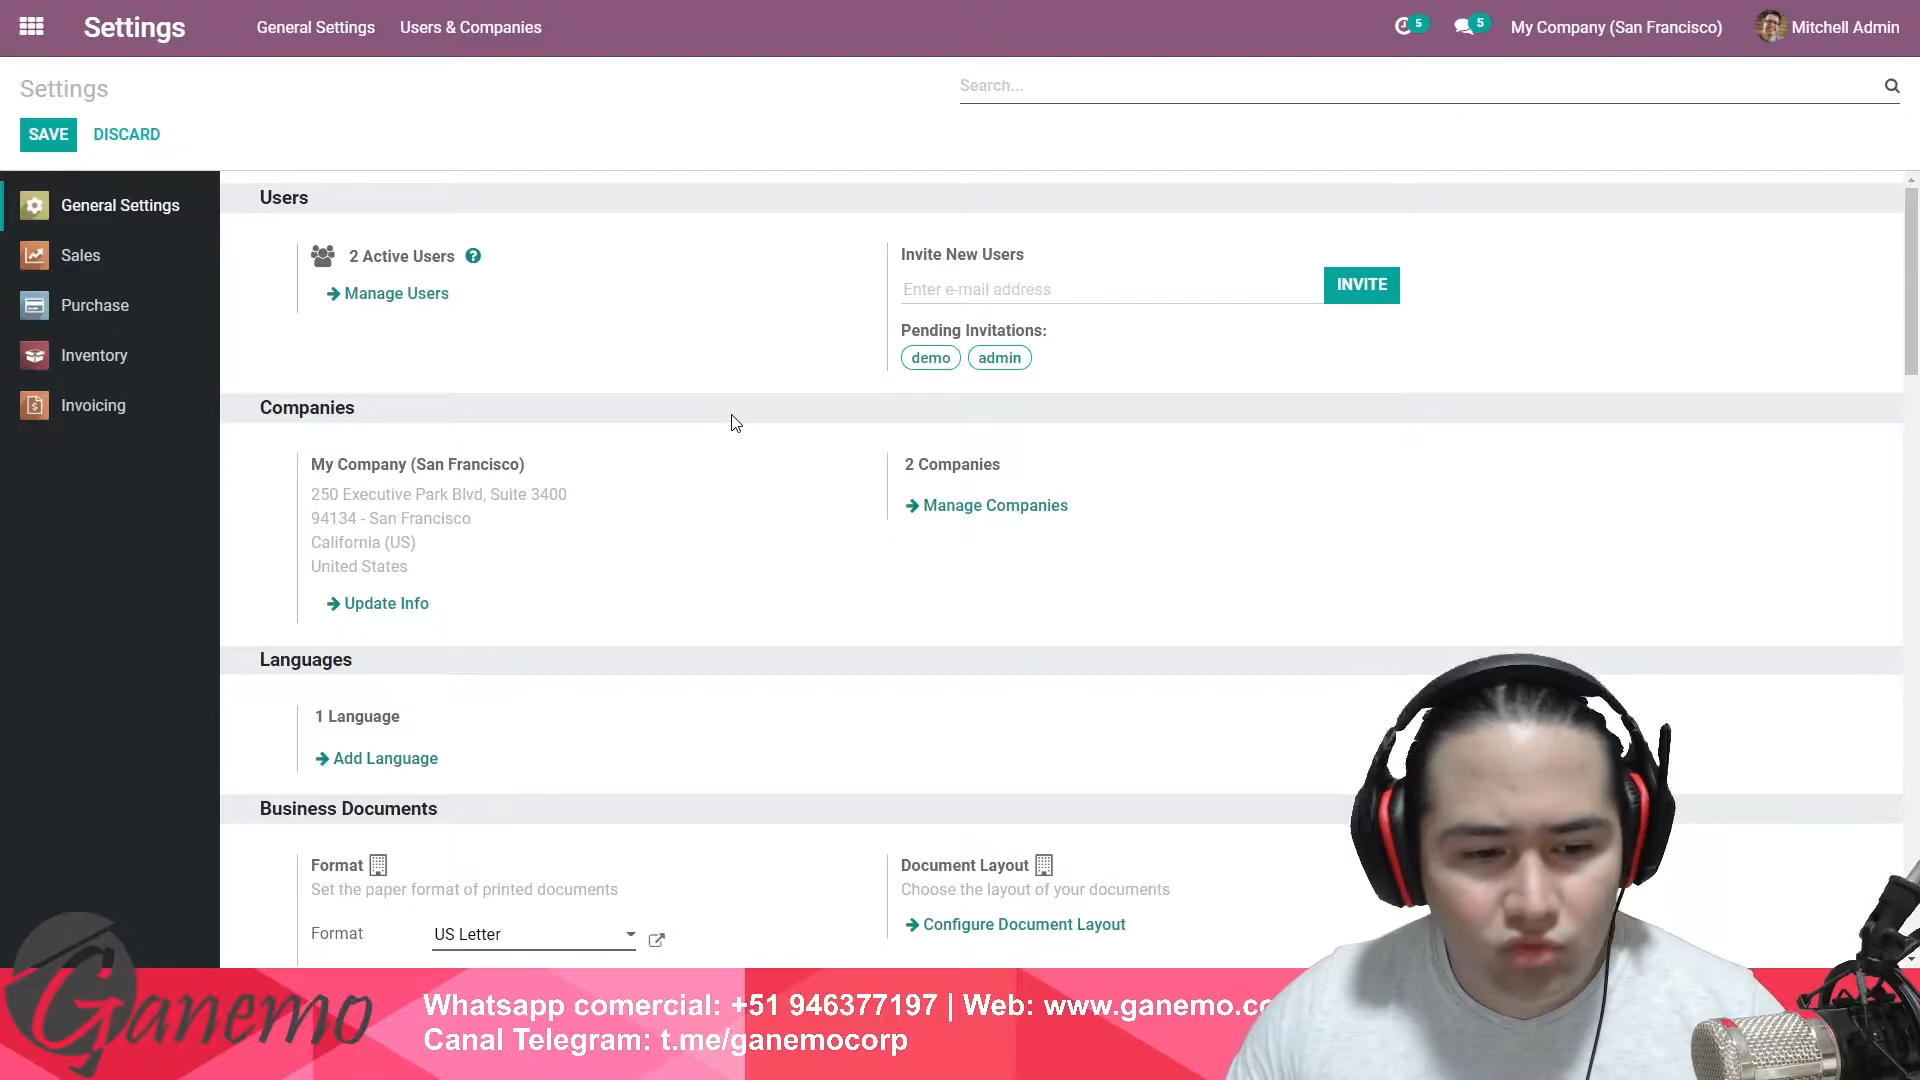 Settings General Settings Users & Companies 5 5 My Company (San Francisco) Mitchell Admin
Settings Search...
SAVE DISCARD
General Settings
Sales
Purchase
Inventory
Invoicing
Users
2 Active Users ?
Manage Users
Invite New Users
Enter e-mail address INVITE
Pending Invitations:
demo admin
Companies
My Company (San Francisco)
250 Executive Park Blvd, Suite 3400
94134 - San Francisco
California (US)
United States
Update Info
2 Companies
Manage Companies
Languages
1 Language
Add Language
Business Documents
Format
Set the paper format of printed documents
Format US Letter
Document Layout
Choose the layout of your documents
Configure Document Layout
Ganemo
Whatsapp comercial: +51 946377197 | Web: www.ganemo.co
Canal Telegram: t.me/ganemocorp